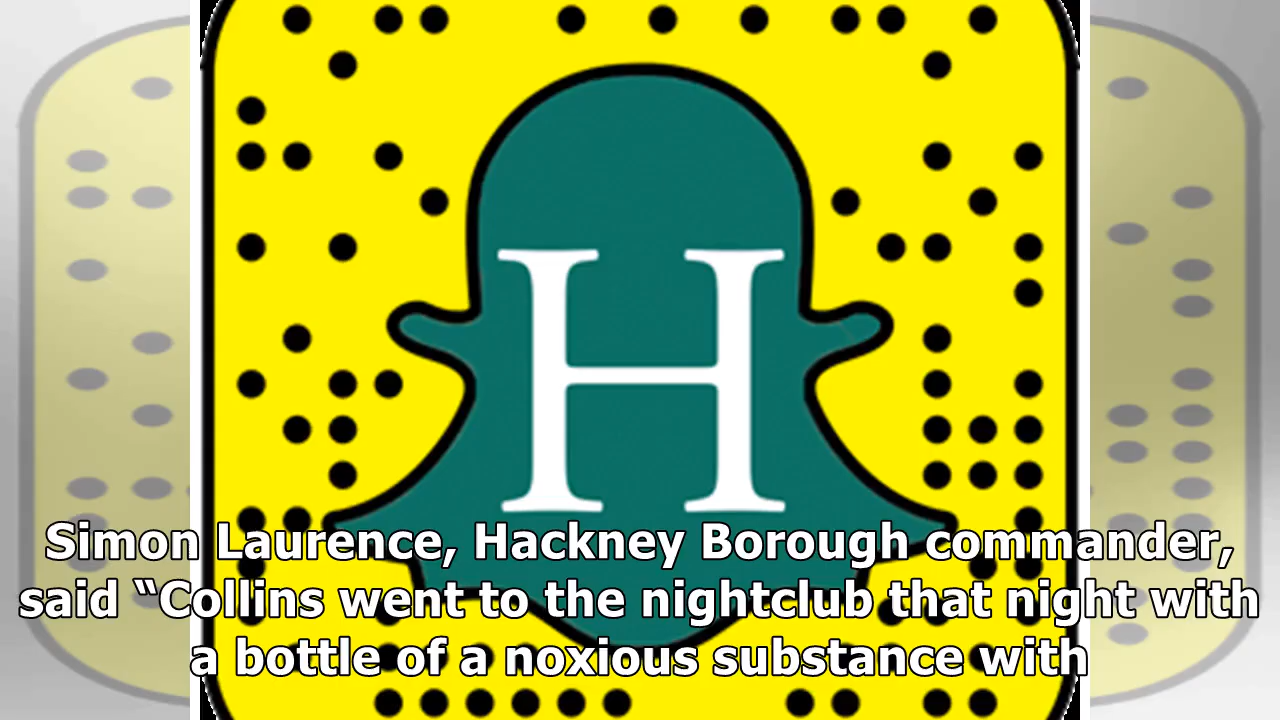 H
Simon Laurence, Hackney Borough commander,
said “Collins went to the nightclub that night with
a bottle of a noxious substance with